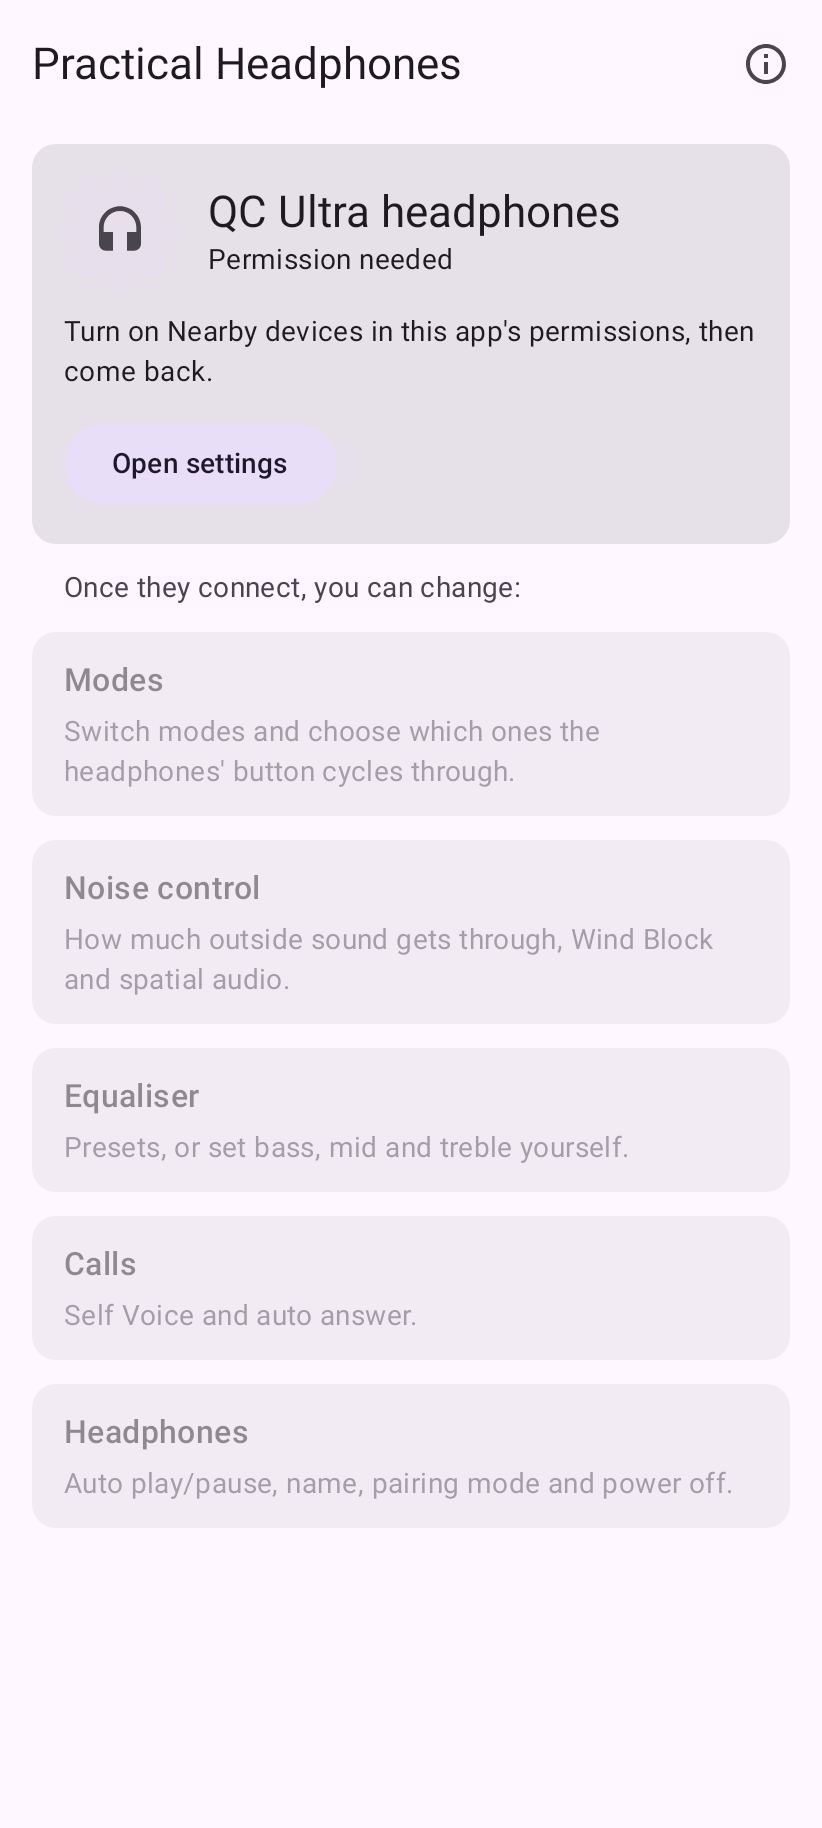 Practical Headphones
QC Ultra headphones
Permission needed
Turn on Nearby devices in this app's permissions, then
come back.
Open settings
Once they connect, you can change:
Modes
Switch modes and choose which ones the
headphones' button cycles through.
Noise control
How much outside sound gets through, Wind Block
and spatial audio.
Equaliser
Presets, or set bass, mid and treble yourself.
Calls
Self Voice and auto answer.
Headphones
Auto play/pause, name, pairing mode and power off.